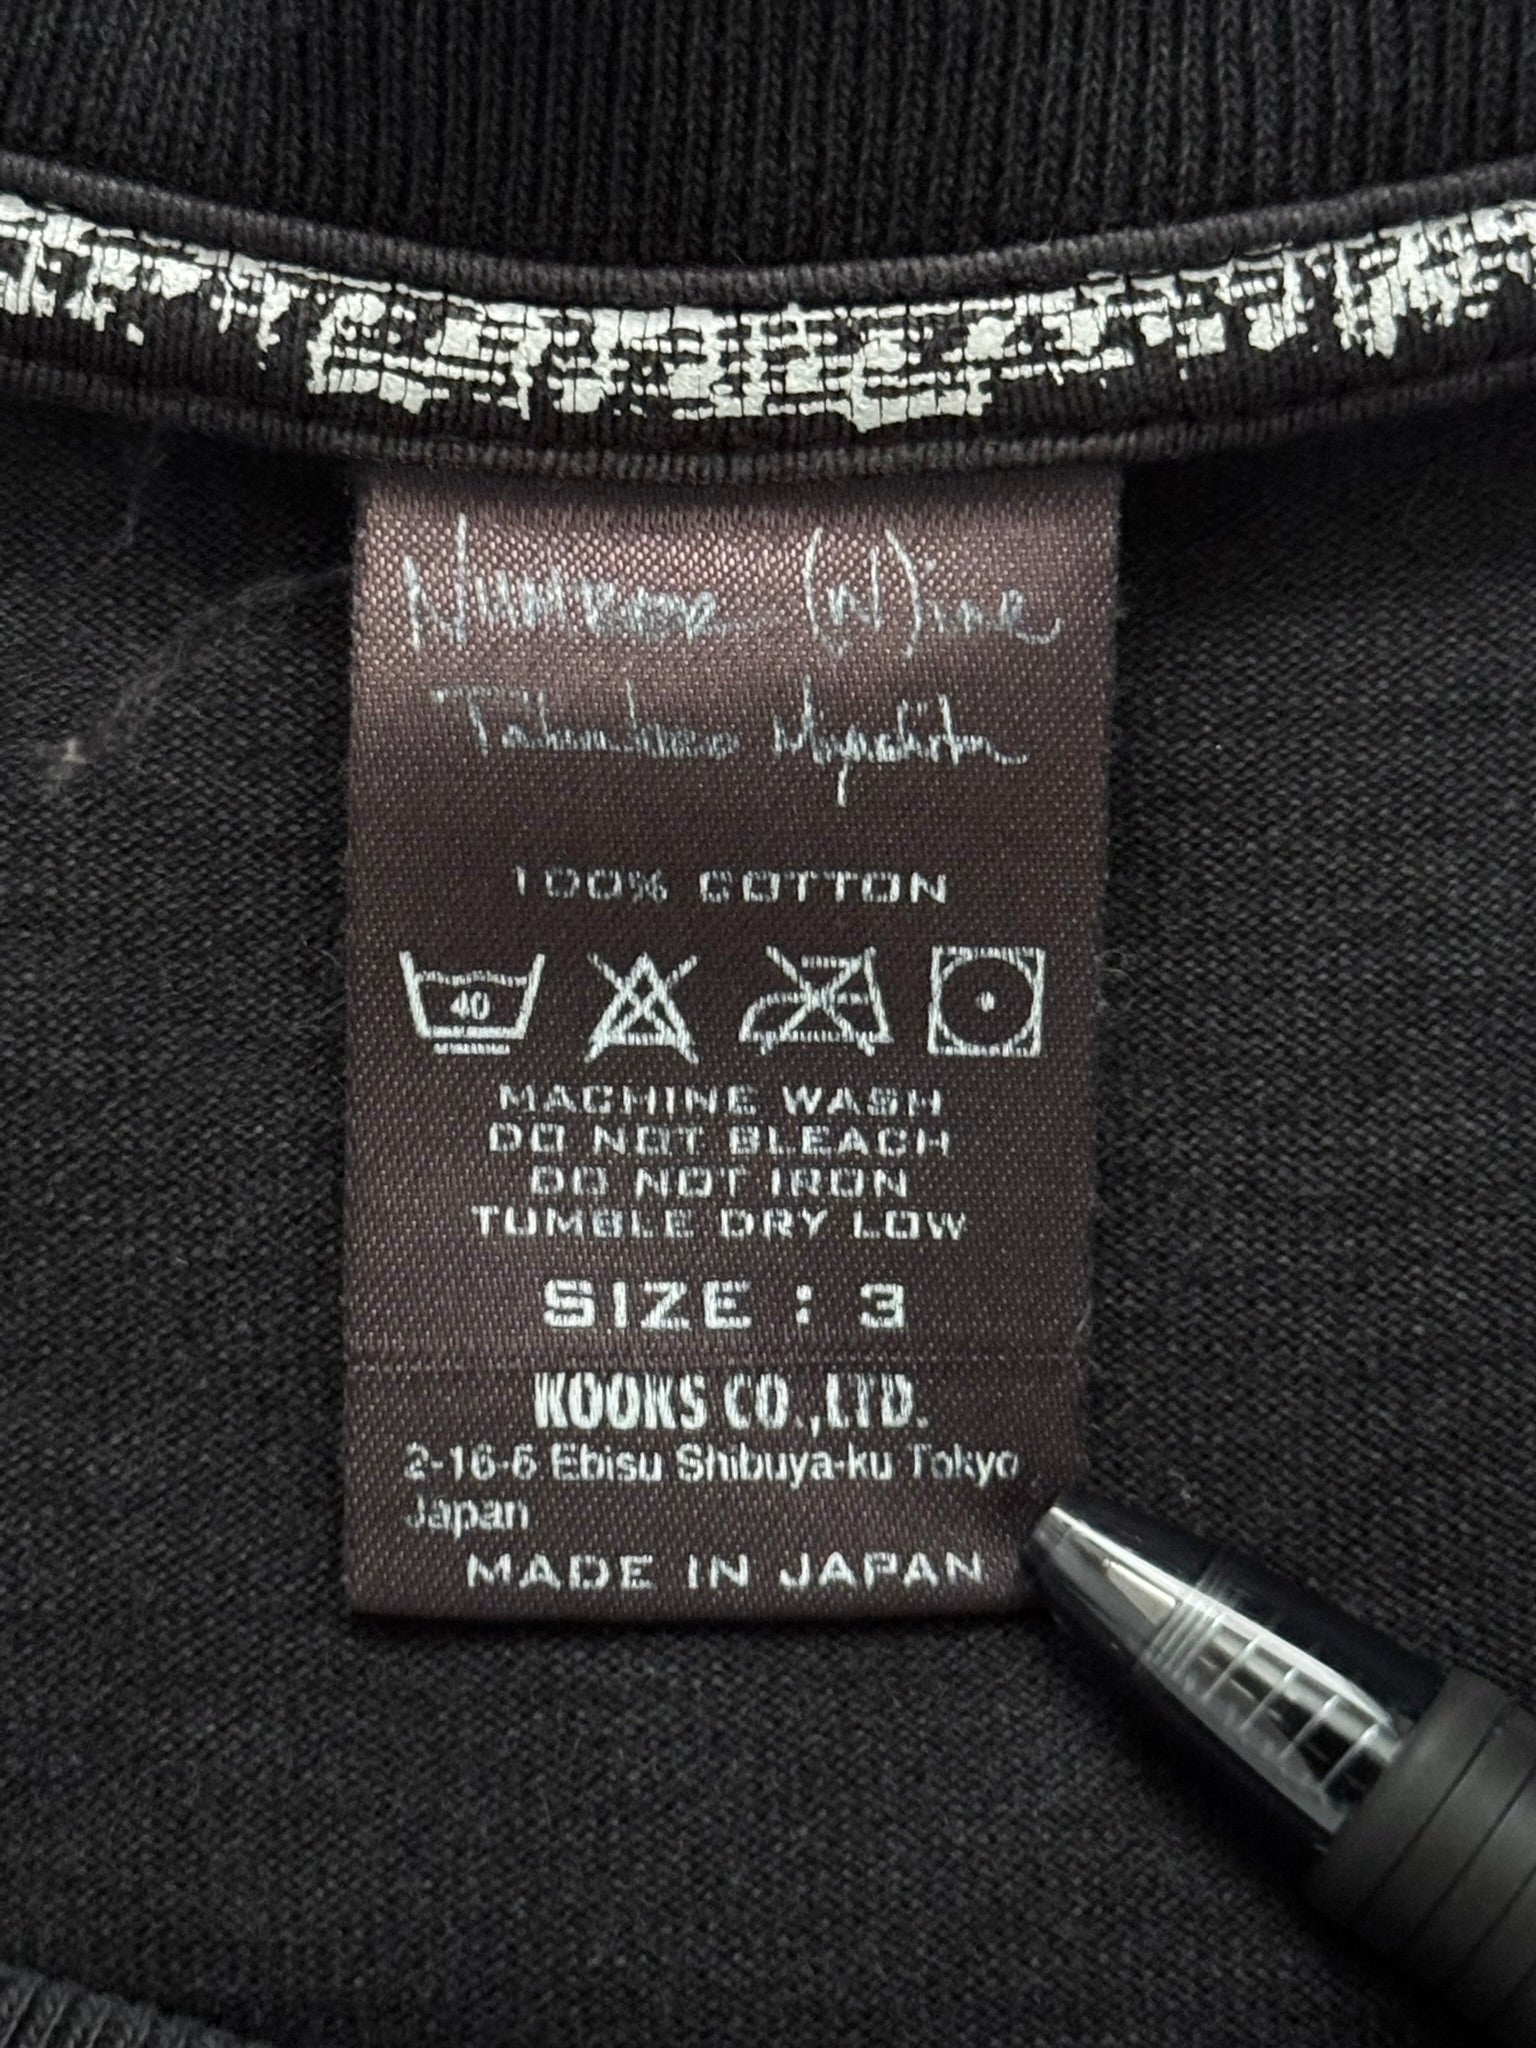 Number (N)ine
Takahiro Miyashita
100% COTTON
40
MACHINE WASH
DO NOT BLEACH
DO NOT IRON
TUMBLE DRY LOW
SIZE : 3
KOOKS CO.,LTD.
2-16-6 Ebisu Shibuya-ku Tokyo
Japan
MADE IN JAPAN